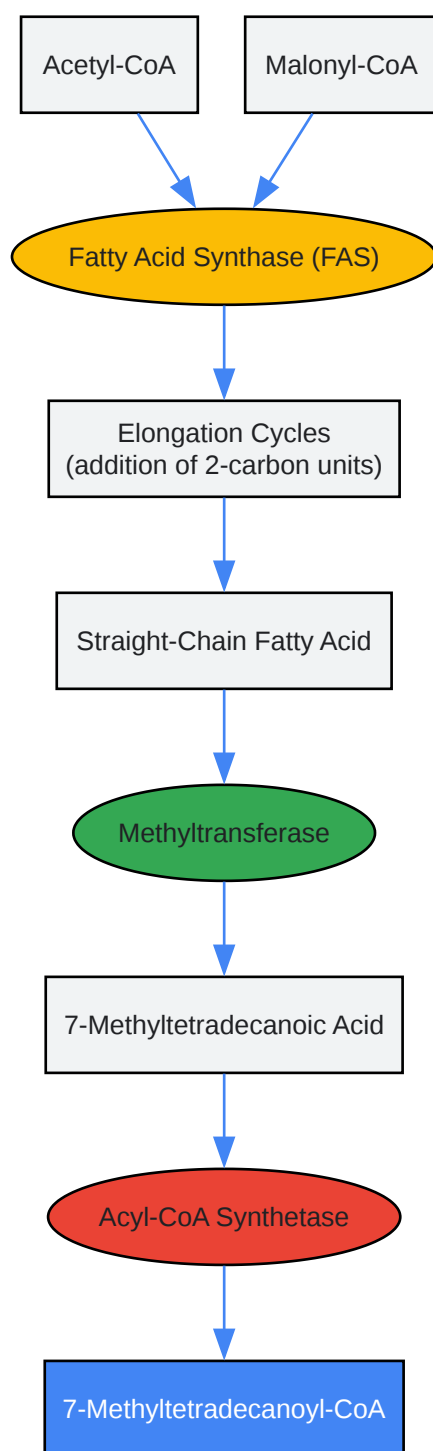 Acetyl-CoA
Malonyl-CoA
Fatty Acid Synthase (FAS)
Elongation Cycles
(addition of 2-carbon units)
Straight-Chain Fatty Acid
Methyltransferase
7-Methyltetradecanoic Acid
Acyl-CoA Synthetase
7-Methyltetradecanoyl-CoA